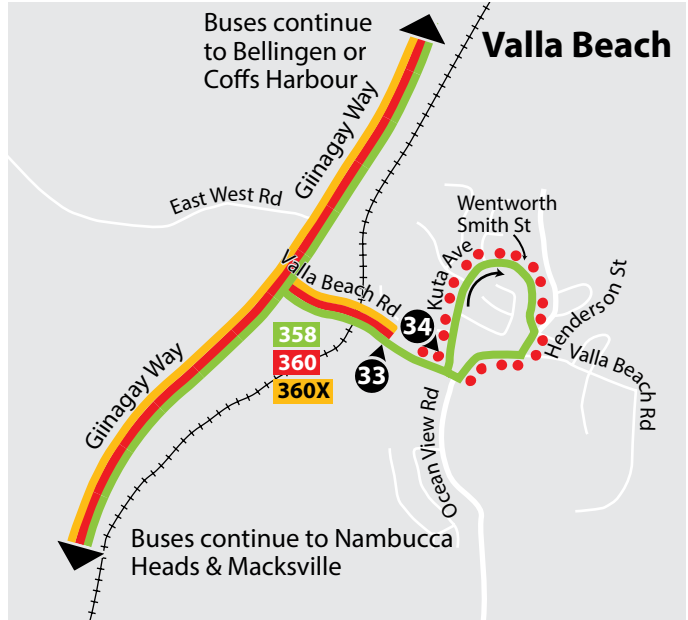 Buses continue
to Bellingen or
Coffs Harbour
Valla Beach
Giinagay Way
East West Rd
Wentworth
Smith St
Kuta Ave
Valla Beach Rd
Henderson St
34
358
360
360X
33
Valla Beach Rd
Giinagay Way
Ocean View Rd
Buses continue to Nambucca
Heads & Macksville